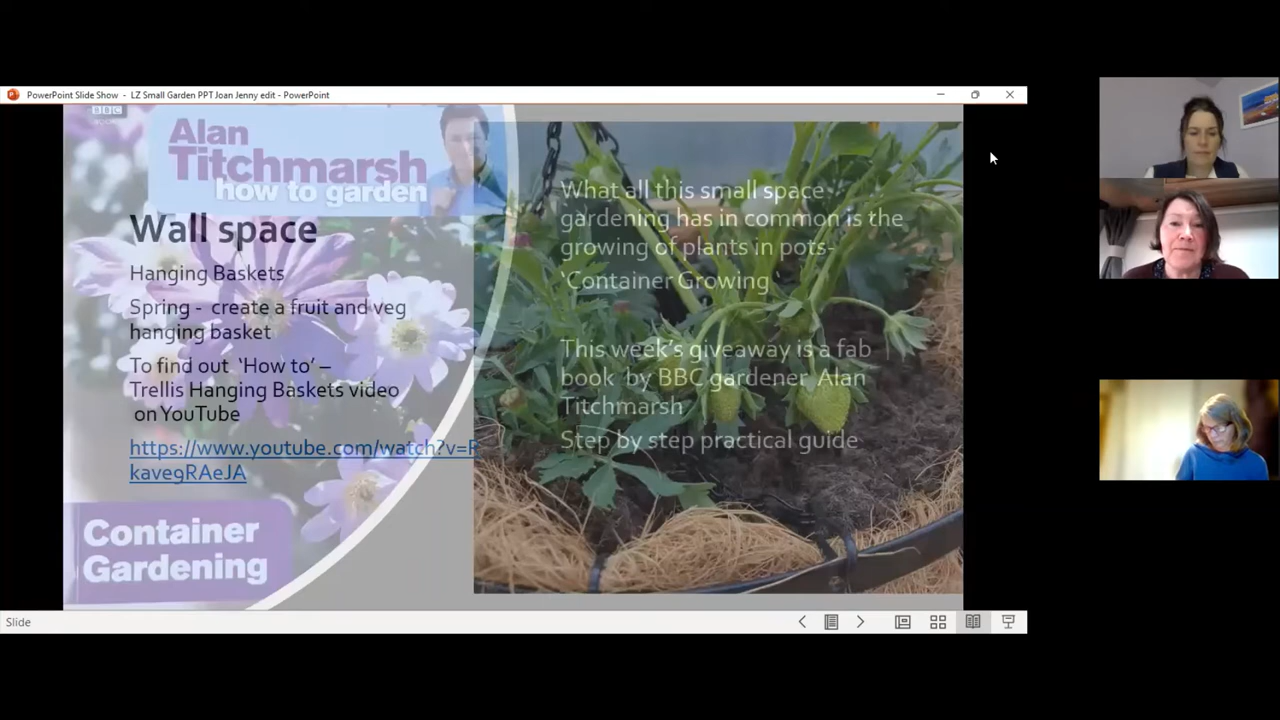 PowerPoint Slide Show - LZ Small Garden PPT Joan Jenny edit - PowerPoint
BBC
Alan
Titchmarsh
how to garden
Wall space
Hanging Baskets
Spring - create a fruit and veg
hanging basket
To find out ‘How to’ –
Trellis Hanging Baskets video
on YouTube
https://www.youtube.com/watch?v=R
kave9RAeJA
Container
Gardening
What all this small space
gardening has in common is the
growing of plants in pots-
‘Container Growing
This week’s giveaway is a fab
book by BBC gardener Alan
Titchmarsh
Step by step practical guide
Slide